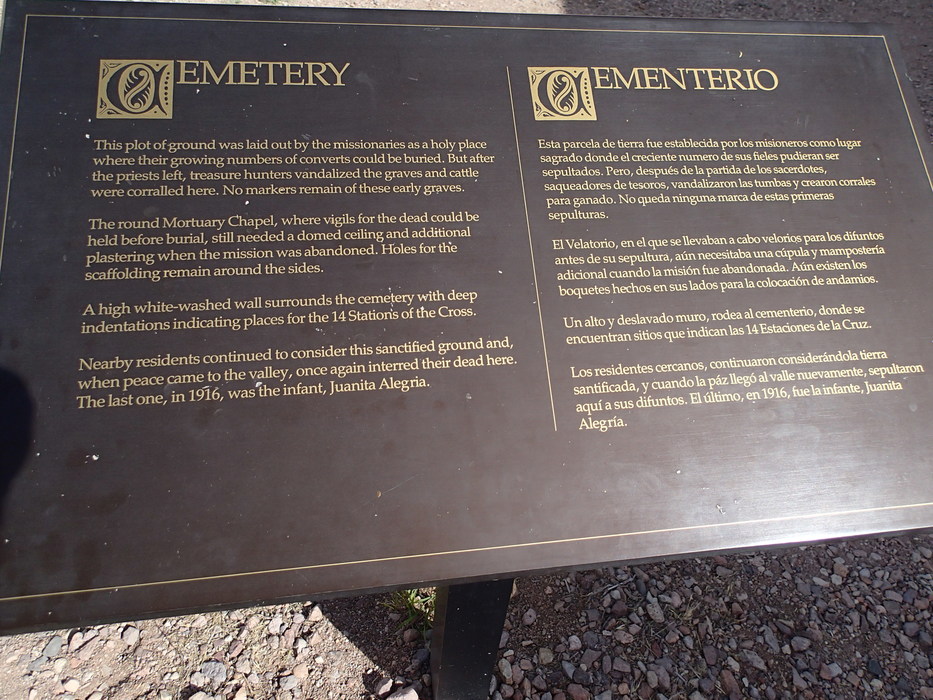 CEMETERY
This plot of ground was laid out by the missionaries as a holy place
where their growing numbers of converts could be buried. But after
the priests left, treasure hunters vandalized the graves and cattle
were corralled here. No markers remain of these early graves.
The round Mortuary Chapel, where vigils for the dead could be
held before burial, still needed a domed ceiling and additional
plastering when the mission was abandoned. Holes for the
scaffolding remain around the sides.
A high white-washed wall surrounds the cemetery with deep
indentations indicating places for the 14 Stations of the Cross.
Nearby residents continued to consider this sanctified ground and,
when peace came to the valley, once again interred their dead here.
The last one, in 1916, was the infant, Juanita Alegria.
CEMENTERIO
Esta parcela de tierra fue establecida por los misioneros como lugar
sagrado donde el creciente numero de sus fieles pudieran ser
sepultados. Pero, después de la partida de los sacerdotes,
saqueadores de tesoros, vandalizaron las tumbas y crearon corrales
para ganado. No queda ninguna marca de estas primeras
sepulturas.
El Velatorio, en el que se llevaban a cabo velorios para los difuntos
antes de su sepultura, aún necesitaba una cúpula y mampostería
adicional cuando la misión fue abandonada. Aún existen los
boquetes hechos en sus lados para la colocación de andamios.
Un alto y deslavado muro, rodea al cementerio, donde se
encuentran sitios que indican las 14 Estaciones de la Cruz.
Los residentes cercanos, continuaron considerándola tierra
santificada, y cuando la páz llegó al valle nuevamente, sepultaron
aquí a sus difuntos. El último, en 1916, fue la infante, Juanita
Alegría.